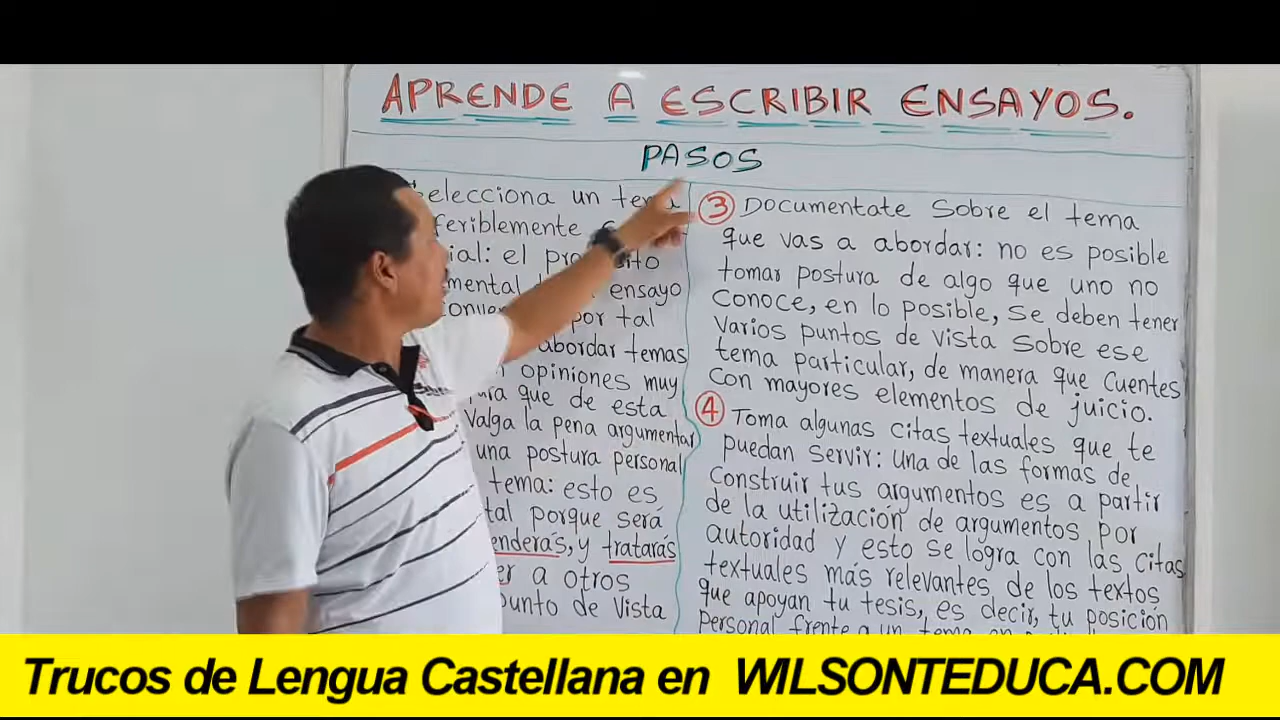 APRENDE A ESCRIBIR ENSAYOS.
PASOS
elecciona un tema
feriblemente
ial: el propósito
mental ensayo
por tal
abordar temas
opiniones muy
que de esta
valga la pena argumentar
una postura personal
tema: esto es
tal porque será
enderás, y tratarás
er a otros
punto de vista
3 Documentate sobre el tema
que vas a abordar: no es posible
tomar postura de algo que uno no
conoce, en lo posible, se deben tener
varios puntos de vista sobre ese
tema particular, de manera que cuentes
con mayores elementos de juicio.
4 Toma algunas citas textuales que te
puedan servir: una de las formas de
construir tus argumentos es a partir
de la utilización de argumentos por
autoridad y esto se logra con las citas
textuales más relevantes de los textos
que apoyan tu tesis, es decir, tu posición
personal frente a un tema
Trucos de Lengua Castellana en WILSONTEDUCA.COM